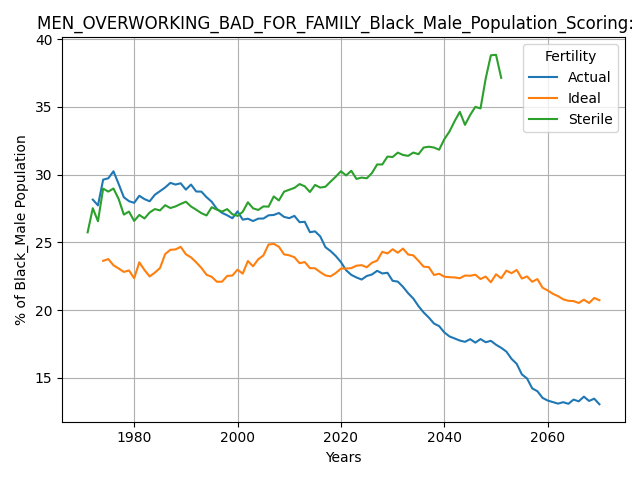 MEN_OVERWORKING_BAD_FOR_FAMILY_Black_Male_Population_Scoring:
% of Black_Male Population
40
35
30
25
20
15
Fertility
Actual
Ideal
Sterile
1980
2000
2020
2040
2060
Years